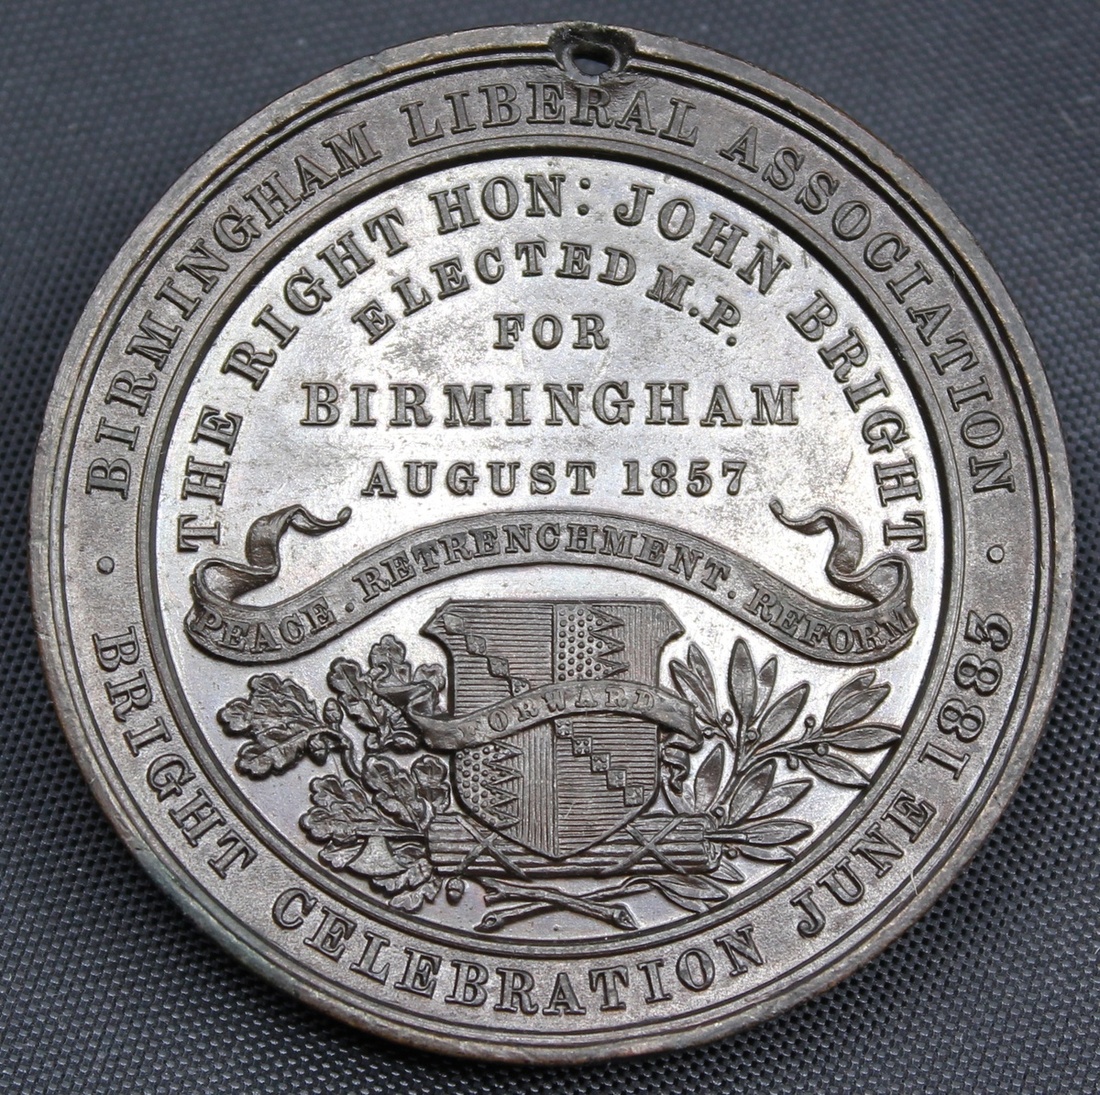 BIRMINGHAM LIBERAL ASSOCIATION
THE RIGHT HON: JOHN BRIGHT
ELECTED M.P.
FOR
BIRMINGHAM
AUGUST 1857
PEACE . RETRENCHMENT . REFORM
FORWARD
BRIGHT CELEBRATION JUNE 1883